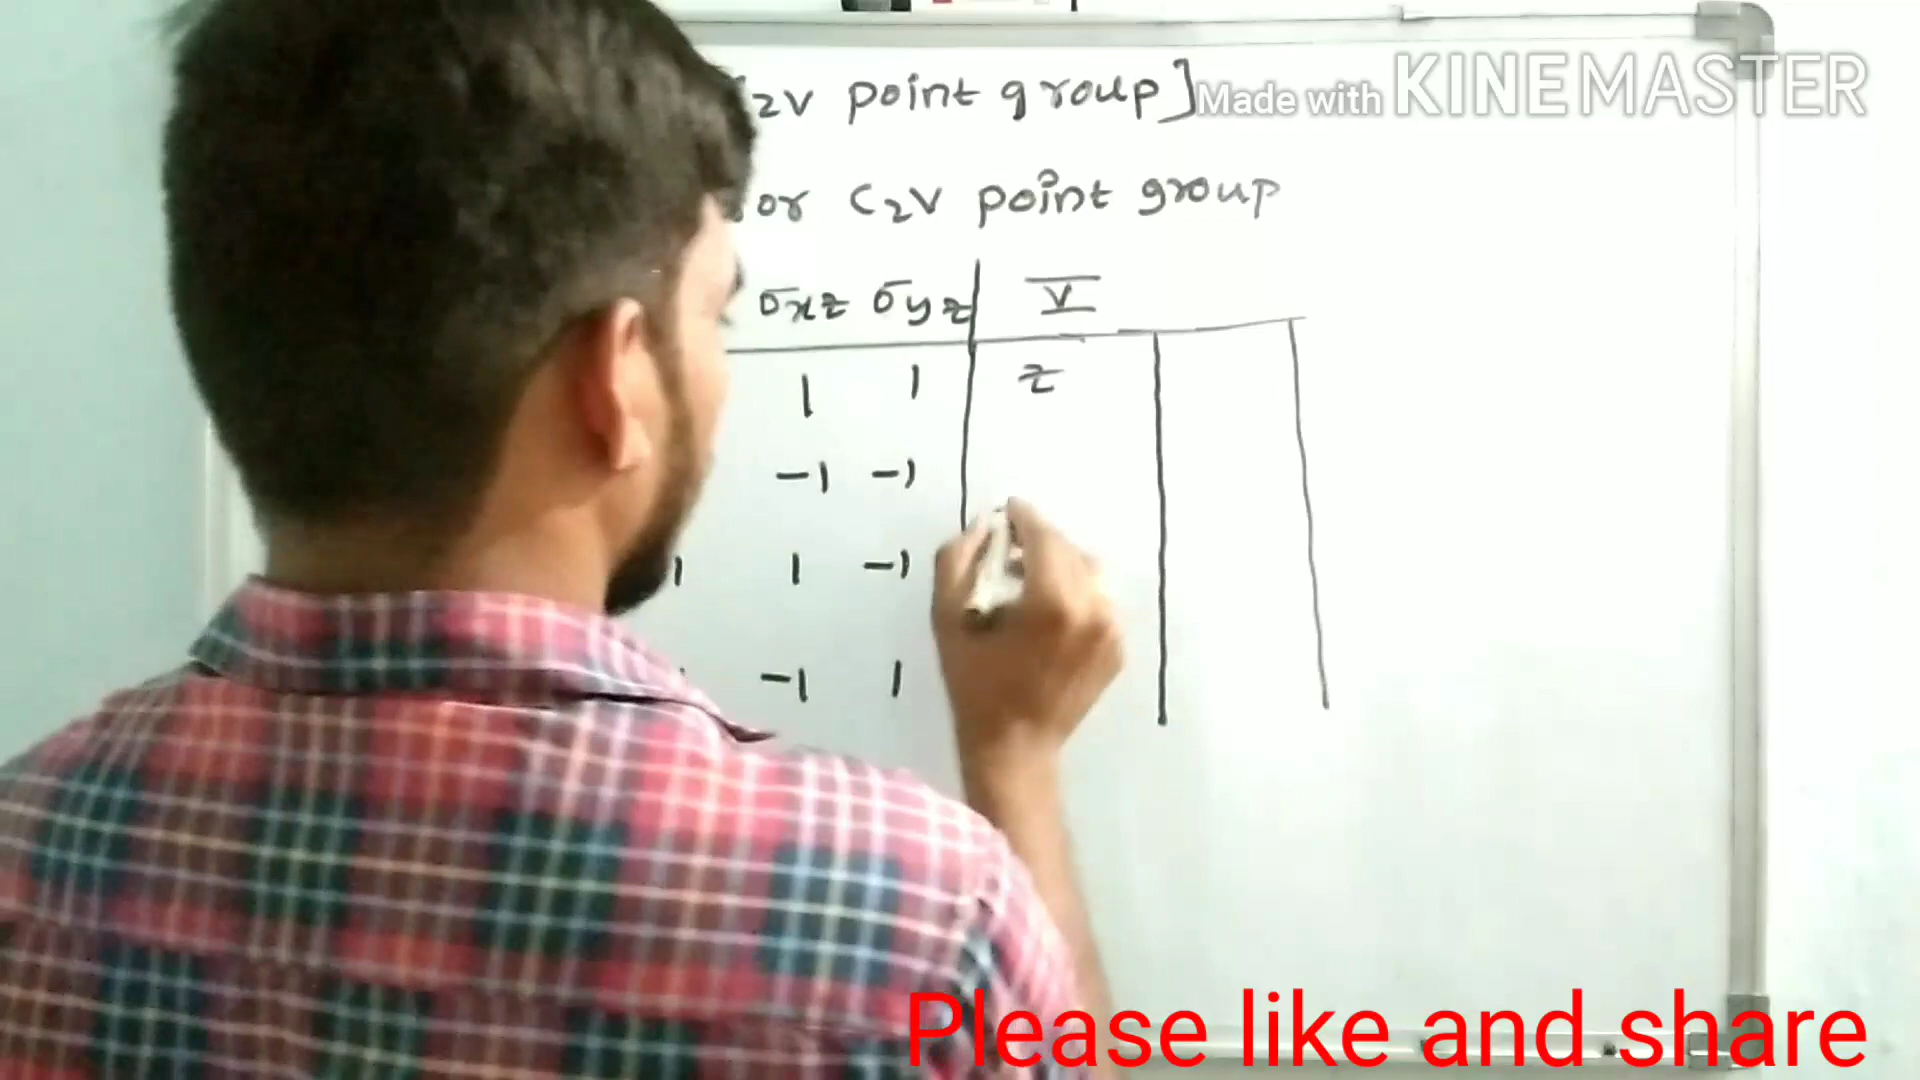 2V point group]
Made with KINEMASTER
or C2V point group
σxz σyz V
1 1 z
-1 -1
1 1 -1
-1 1
Please like and share